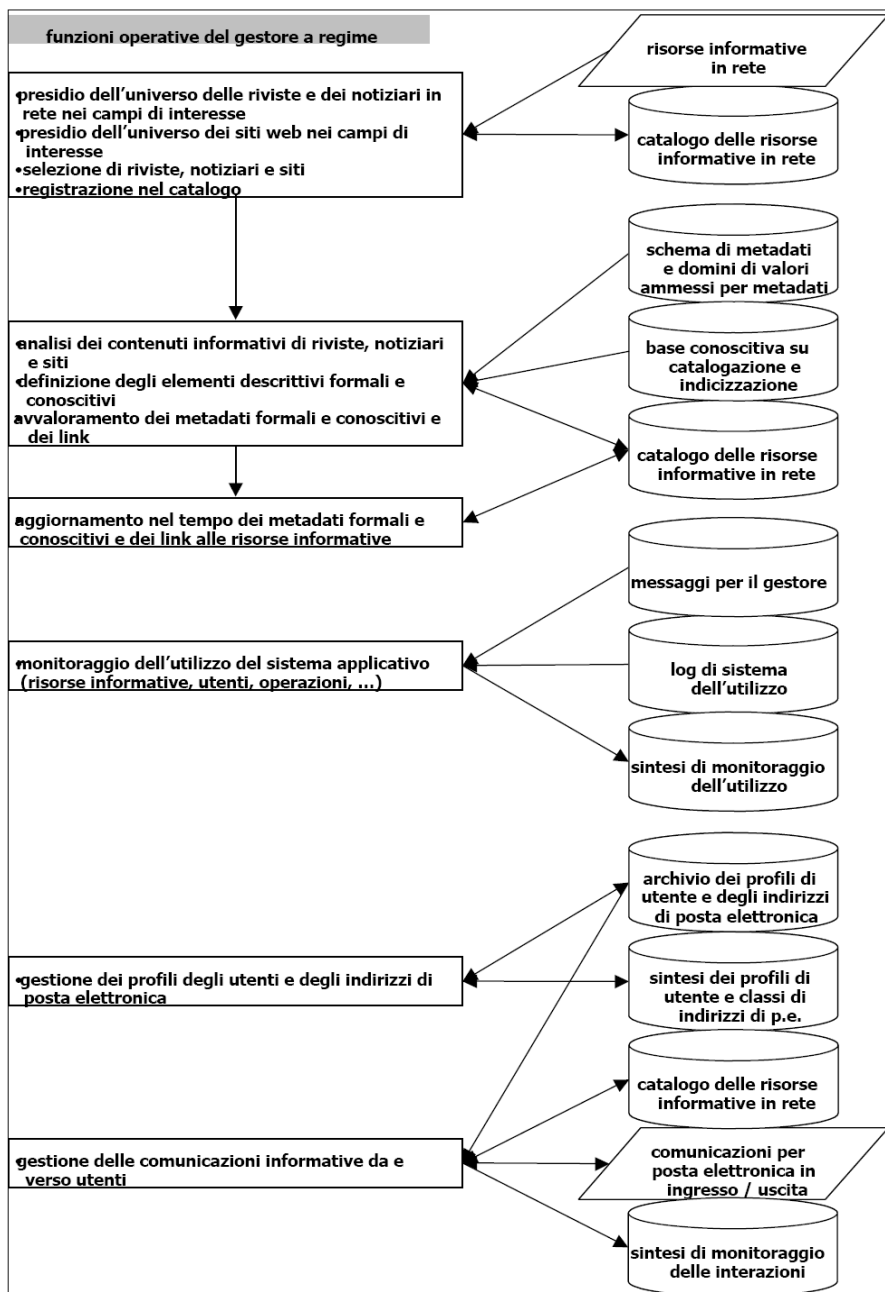 funzioni operative del gestore a regime
risorse informative
in rete
•presidio dell'universo delle riviste e dei notiziari in
rete nei campi di interesse
•presidio dell'universo dei siti web nei campi di
interesse
•selezione di riviste, notiziari e siti
•registrazione nel catalogo
catalogo delle risorse
informative in rete
schema di metadati
e domini di valori
ammessi per metadati
•analisi dei contenuti informativi di riviste, notiziari
e siti
•definizione degli elementi descrittivi formali e
conoscitivi
•avvaloramento dei metadati formali e conoscitivi e
dei link
base conoscitiva su
catalogazione e
indicizzazione
catalogo delle risorse
informative in rete
•aggiornamento nel tempo dei metadati formali e
conoscitivi e dei link alle risorse informative
messaggi per il gestore
•monitoraggio dell'utilizzo del sistema applicativo
(risorse informative, utenti, operazioni, ...)
log di sistema
dell'utilizzo
sintesi di monitoraggio
dell'utilizzo
archivio dei profili di
utente e degli indirizzi
di posta elettronica
•gestione dei profili degli utenti e degli indirizzi di
posta elettronica
sintesi dei profili di
utente e classi di
indirizzi di p.e.
catalogo delle risorse
informative in rete
•gestione delle comunicazioni informative da e
verso utenti
comunicazioni per
posta elettronica in
ingresso / uscita
sintesi di monitoraggio
delle interazioni